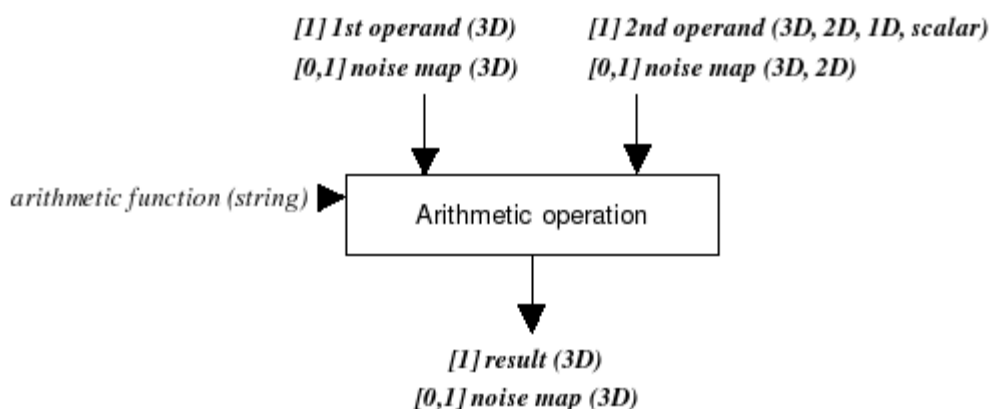 [1] 1st operand (3D)
[0,1] noise map (3D)
[1] 2nd operand (3D, 2D, 1D, scalar)
[0,1] noise map (3D, 2D)
arithmetic function (string)
Arithmetic operation
[1] result (3D)
[0,1] noise map (3D)